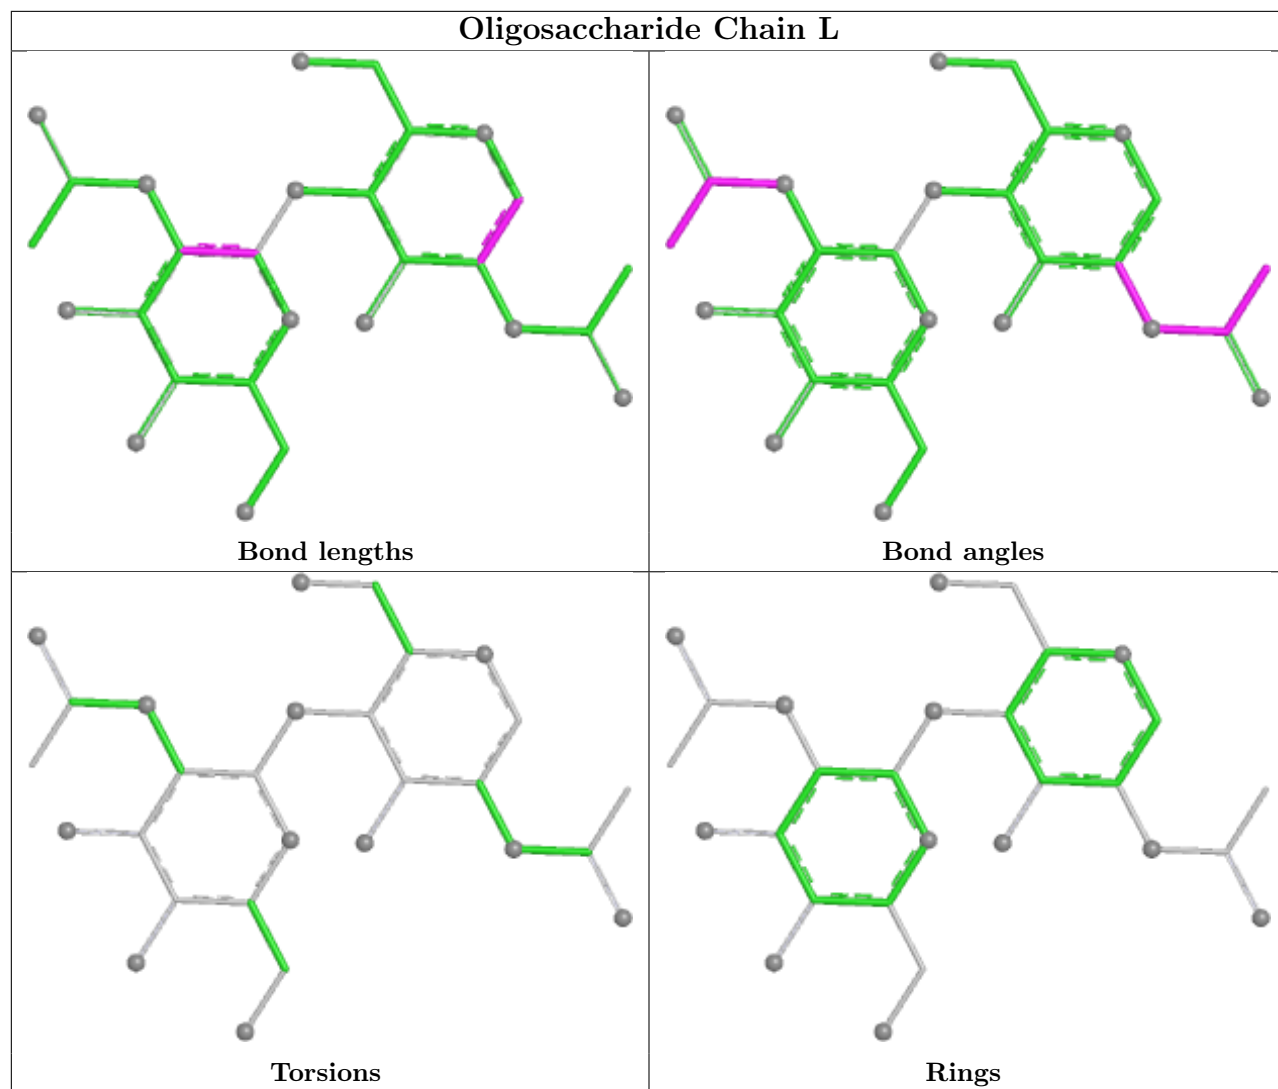 Oligosaccharide Chain L
Bond lengths
Bond angles
Torsions
Rings